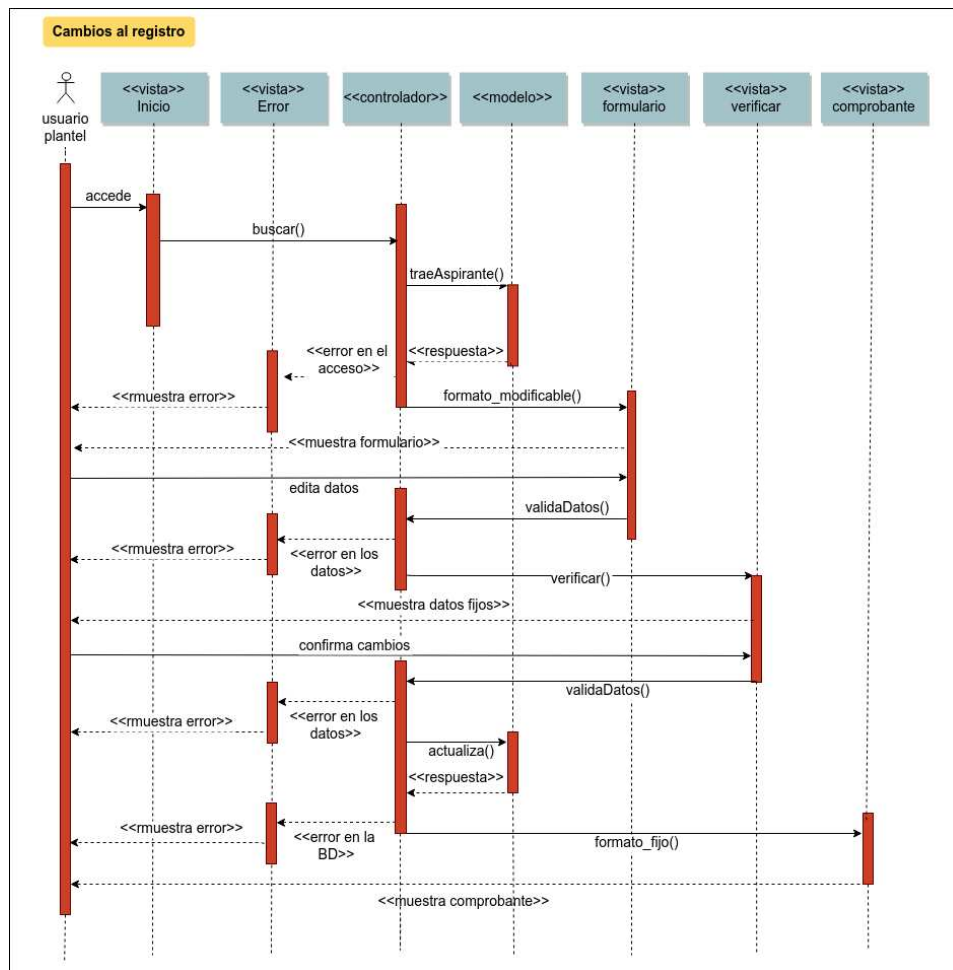 Cambios al registro
usuario
plantel
<<vista>>
Inicio
<<vista>>
Error
<<controlador>>
<<modelo>>
<<vista>>
formulario
<<vista>>
verificar
<<vista>>
comprobante
accede
buscar()
traeAspirante()
<<respuesta>>
<<error en el
acceso>>
<<rmuestra error>>
formato_modificable()
<<muestra formulario>>
edita datos
validaDatos()
<<rmuestra error>>
<<error en los
datos>>
verificar()
<<muestra datos fijos>>
confirma cambios
validaDatos()
<<rmuestra error>>
<<error en los
datos>>
actualiza()
<<respuesta>>
<<rmuestra error>>
<<error en la
BD>>
formato_fijo()
<<muestra comprobante>>